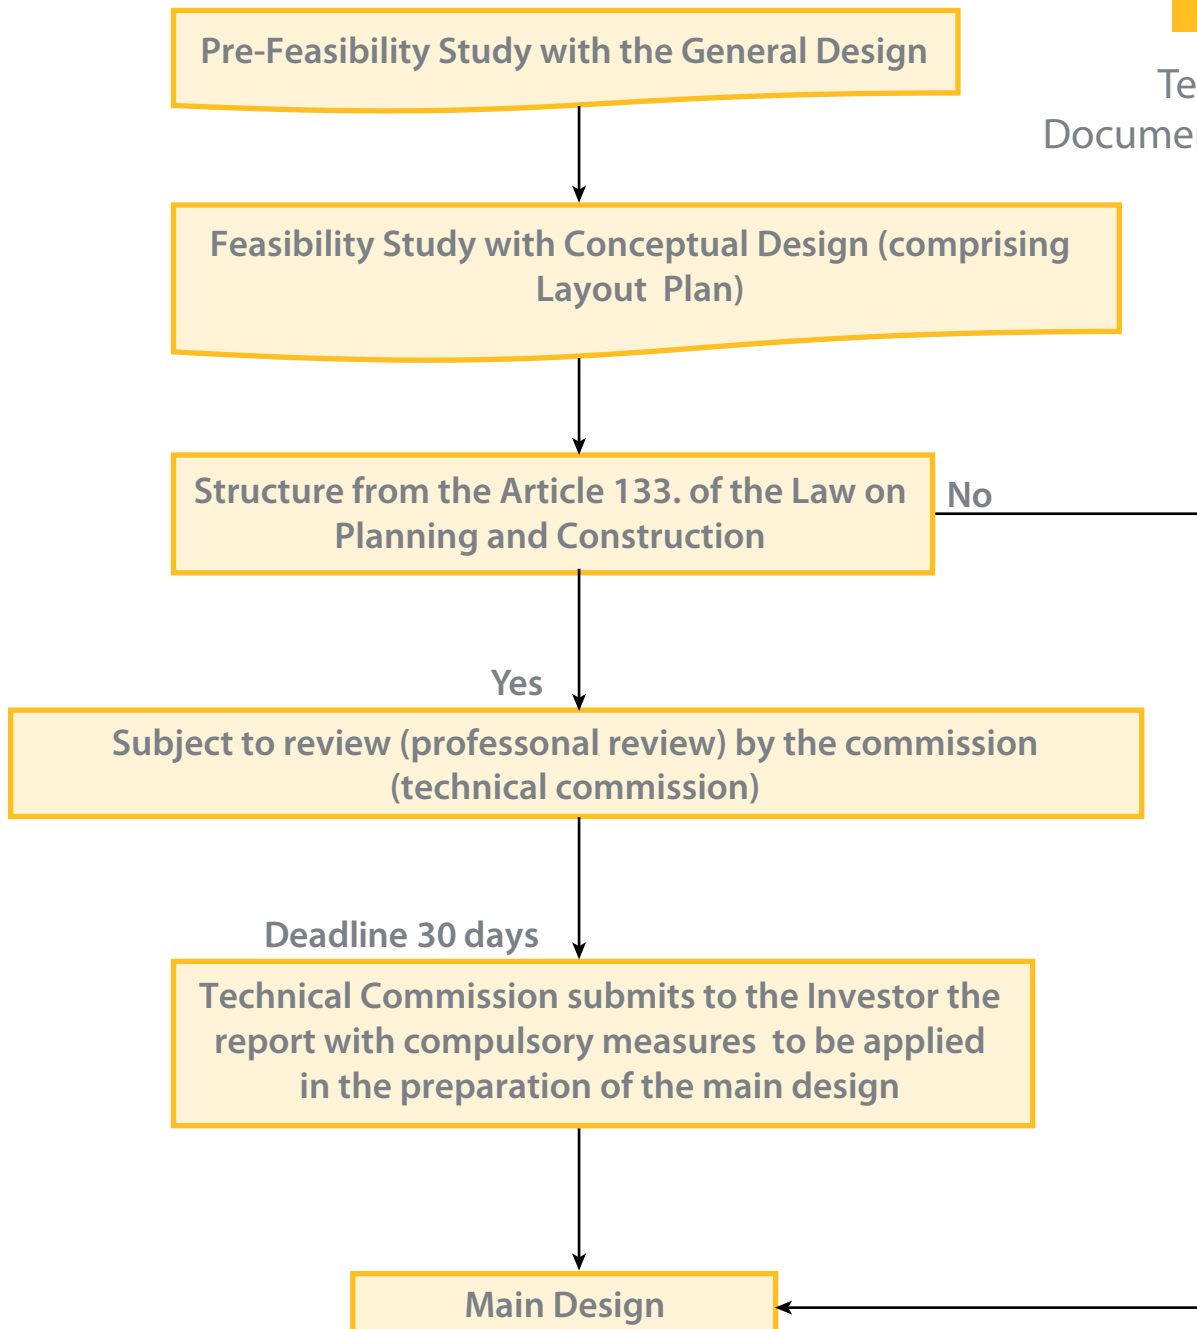 Pre-Feasibility Study with the General Design
Feasibility Study with Conceptual Design (comprising
Layout Plan)
Structure from the Article 133. of the Law on
Planning and Construction
No
Yes
Subject to review (professonal review) by the commission
(technical commission)
Deadline 30 days
Technical Commission submits to the Investor the
report with compulsory measures to be applied
in the preparation of the main design
Main Design